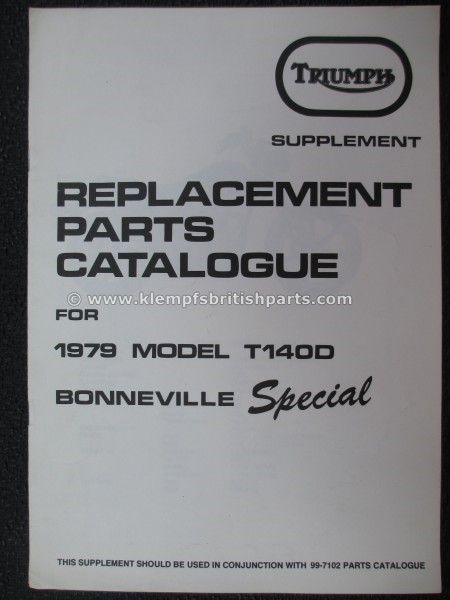 TRIUMPH
SUPPLEMENT
REPLACEMENT
PARTS
CATALOGUE
© www.klempfsbritishparts.com
FOR
1979 MODEL T140D
BONNEVILLE Special
THIS SUPPLEMENT SHOULD BE USED IN CONJUNCTION WITH 99-7102 PARTS CATALOGUE